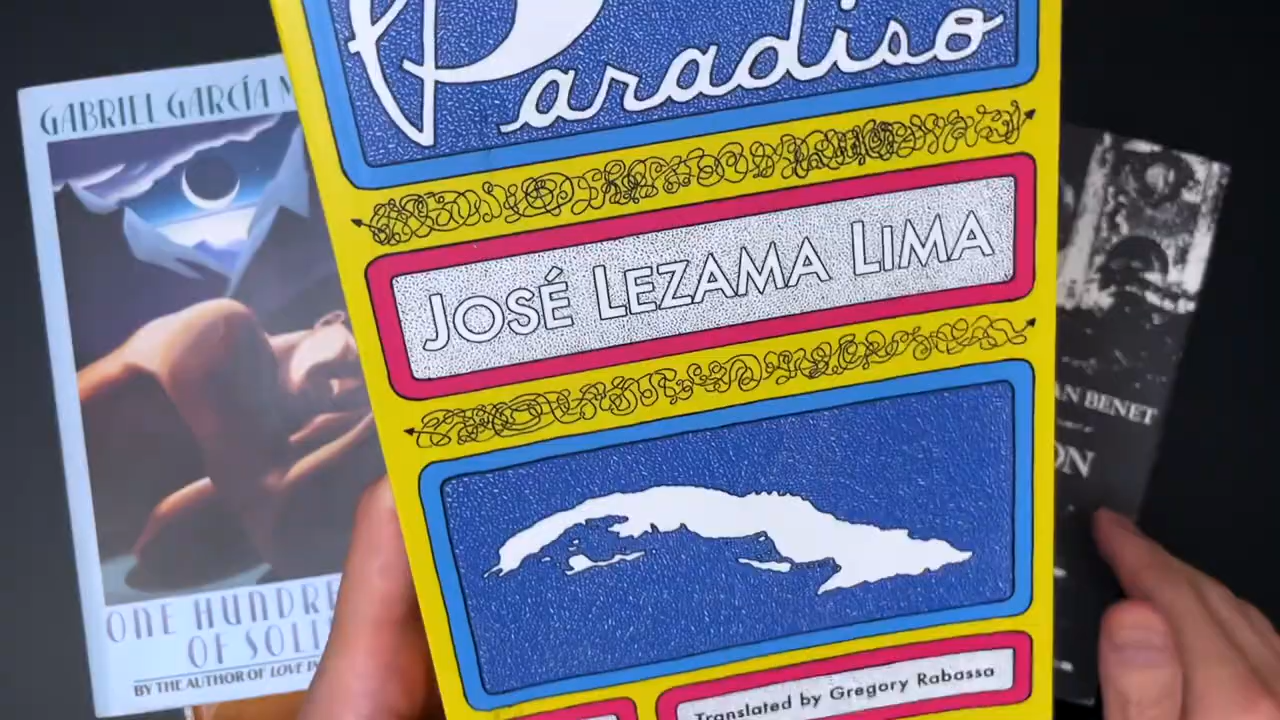 GABRIEL GARCÍA
ONE HUNDRE
OF SOLI
BY THE AUTHOR OF LOVE IN
Paradiso
JOSÉ LEZAMA LIMA
Translated by Gregory Rabassa
AN BENET
ON